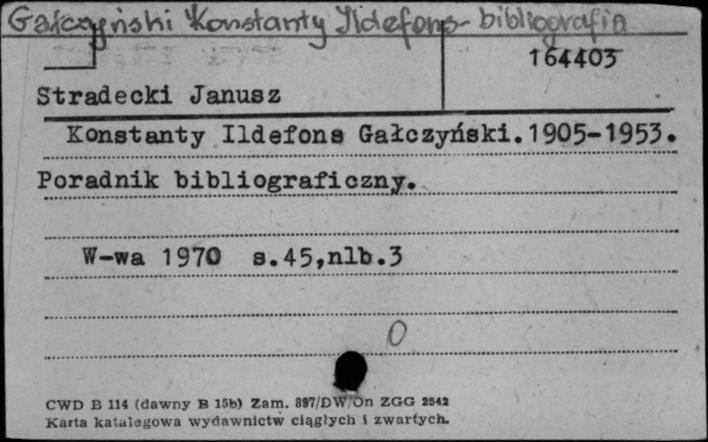 Gałczyński Konstanty Ildefons- bibliografia
164403
Stradecki Janusz
Konstanty Ildefons Gałczyński.1905-1953.
Poradnik bibliograficzny.
W-wa 1970 s.45,nlb.3
0
CWD B 114 (dawny B 15b) Zam. 897/DW/On ZGG 2542
Karta katalogowa wydawnictw ciągłych i zwartych.